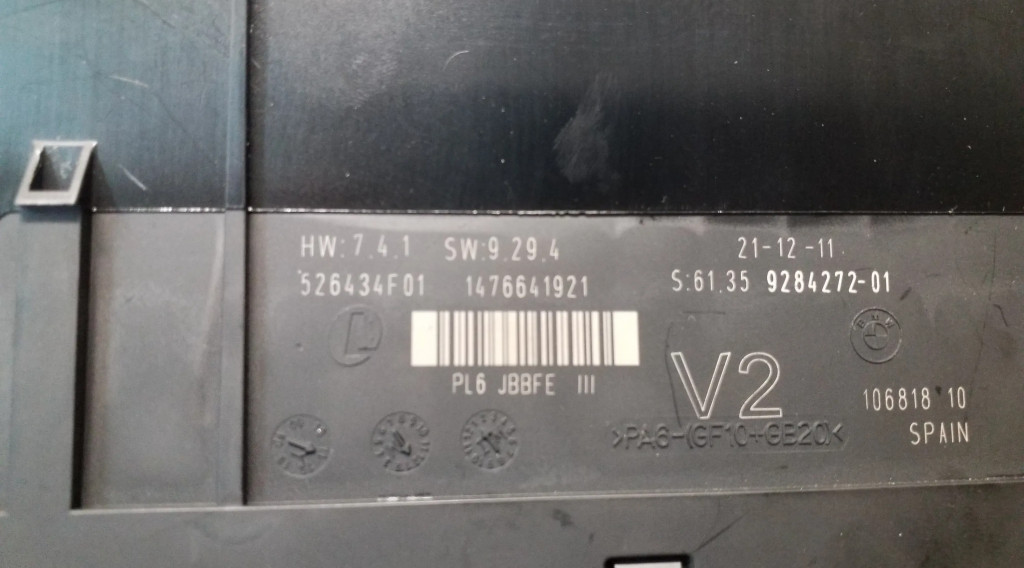 HW:7.4.1 SW:9.29.4 21-12-11
526434F01 1476641921 S:61.35 9284272-01
BMW
PL6 JBBFE III
V2
106818 10
>PA6-(GF10+GB20)<
SPAIN